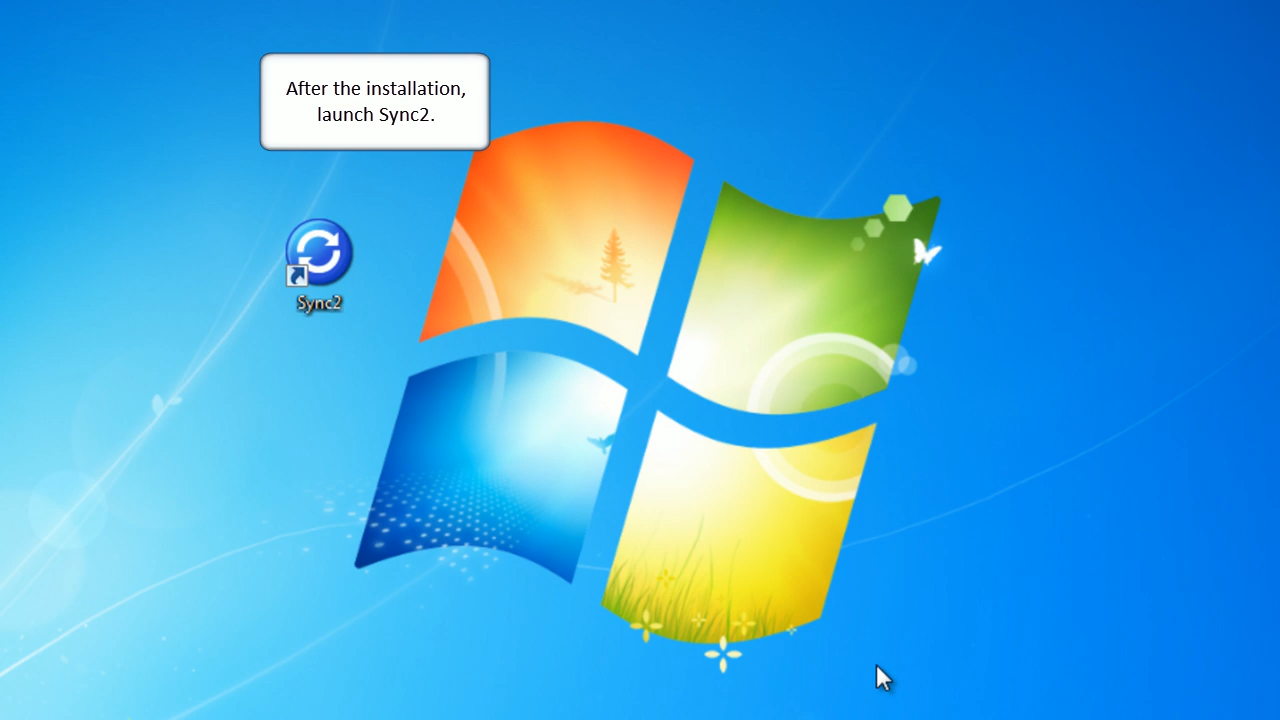 After the installation,
launch Sync2.
Sync2